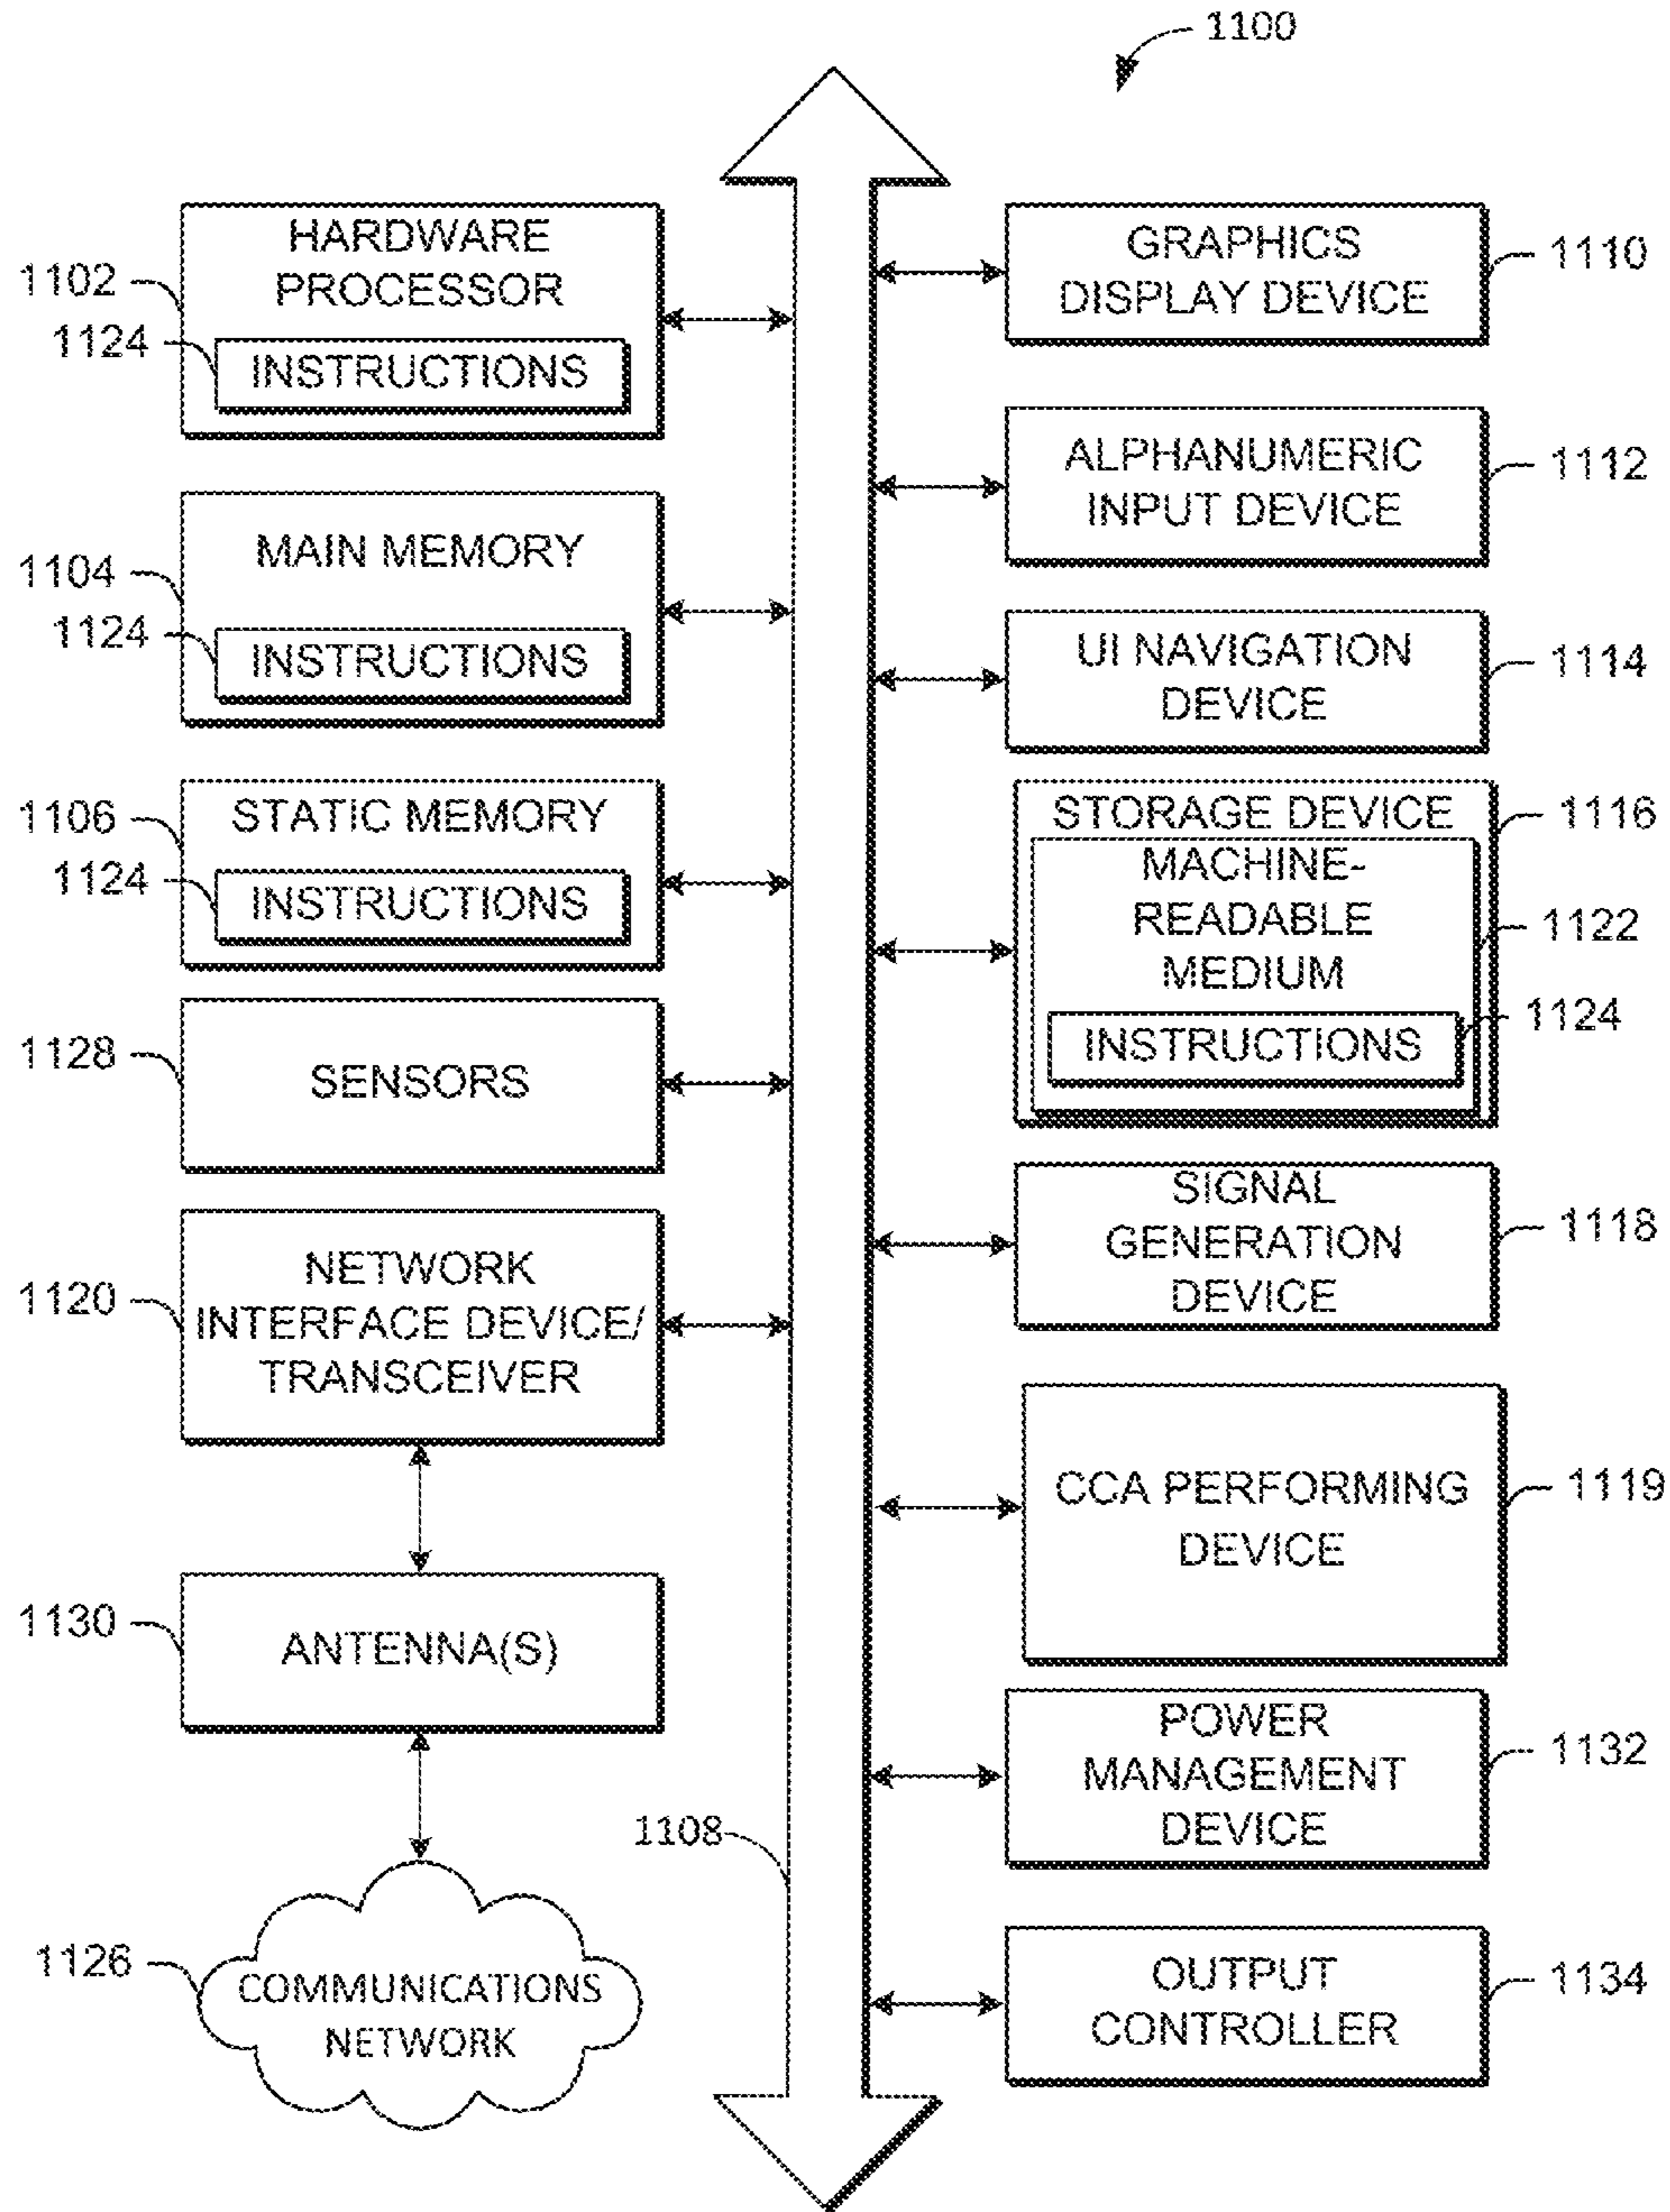 1100
HARDWARE
PROCESSOR
1102
1124
INSTRUCTIONS
MAIN MEMORY
1104
1124
INSTRUCTIONS
STATIC MEMORY
1106
1124
INSTRUCTIONS
1128
SENSORS
NETWORK
INTERFACE DEVICE/
TRANSCEIVER
1120
1130
ANTENNA(S)
1108
1126
COMMUNICATIONS
NETWORK
GRAPHICS
DISPLAY DEVICE
1110
ALPHANUMERIC
INPUT DEVICE
1112
UI NAVIGATION
DEVICE
1114
STORAGE DEVICE
1116
MACHINE-
READABLE
MEDIUM
1122
INSTRUCTIONS
1124
SIGNAL
GENERATION
DEVICE
1118
CCA PERFORMING
DEVICE
1119
POWER
MANAGEMENT
DEVICE
1132
OUTPUT
CONTROLLER
1134